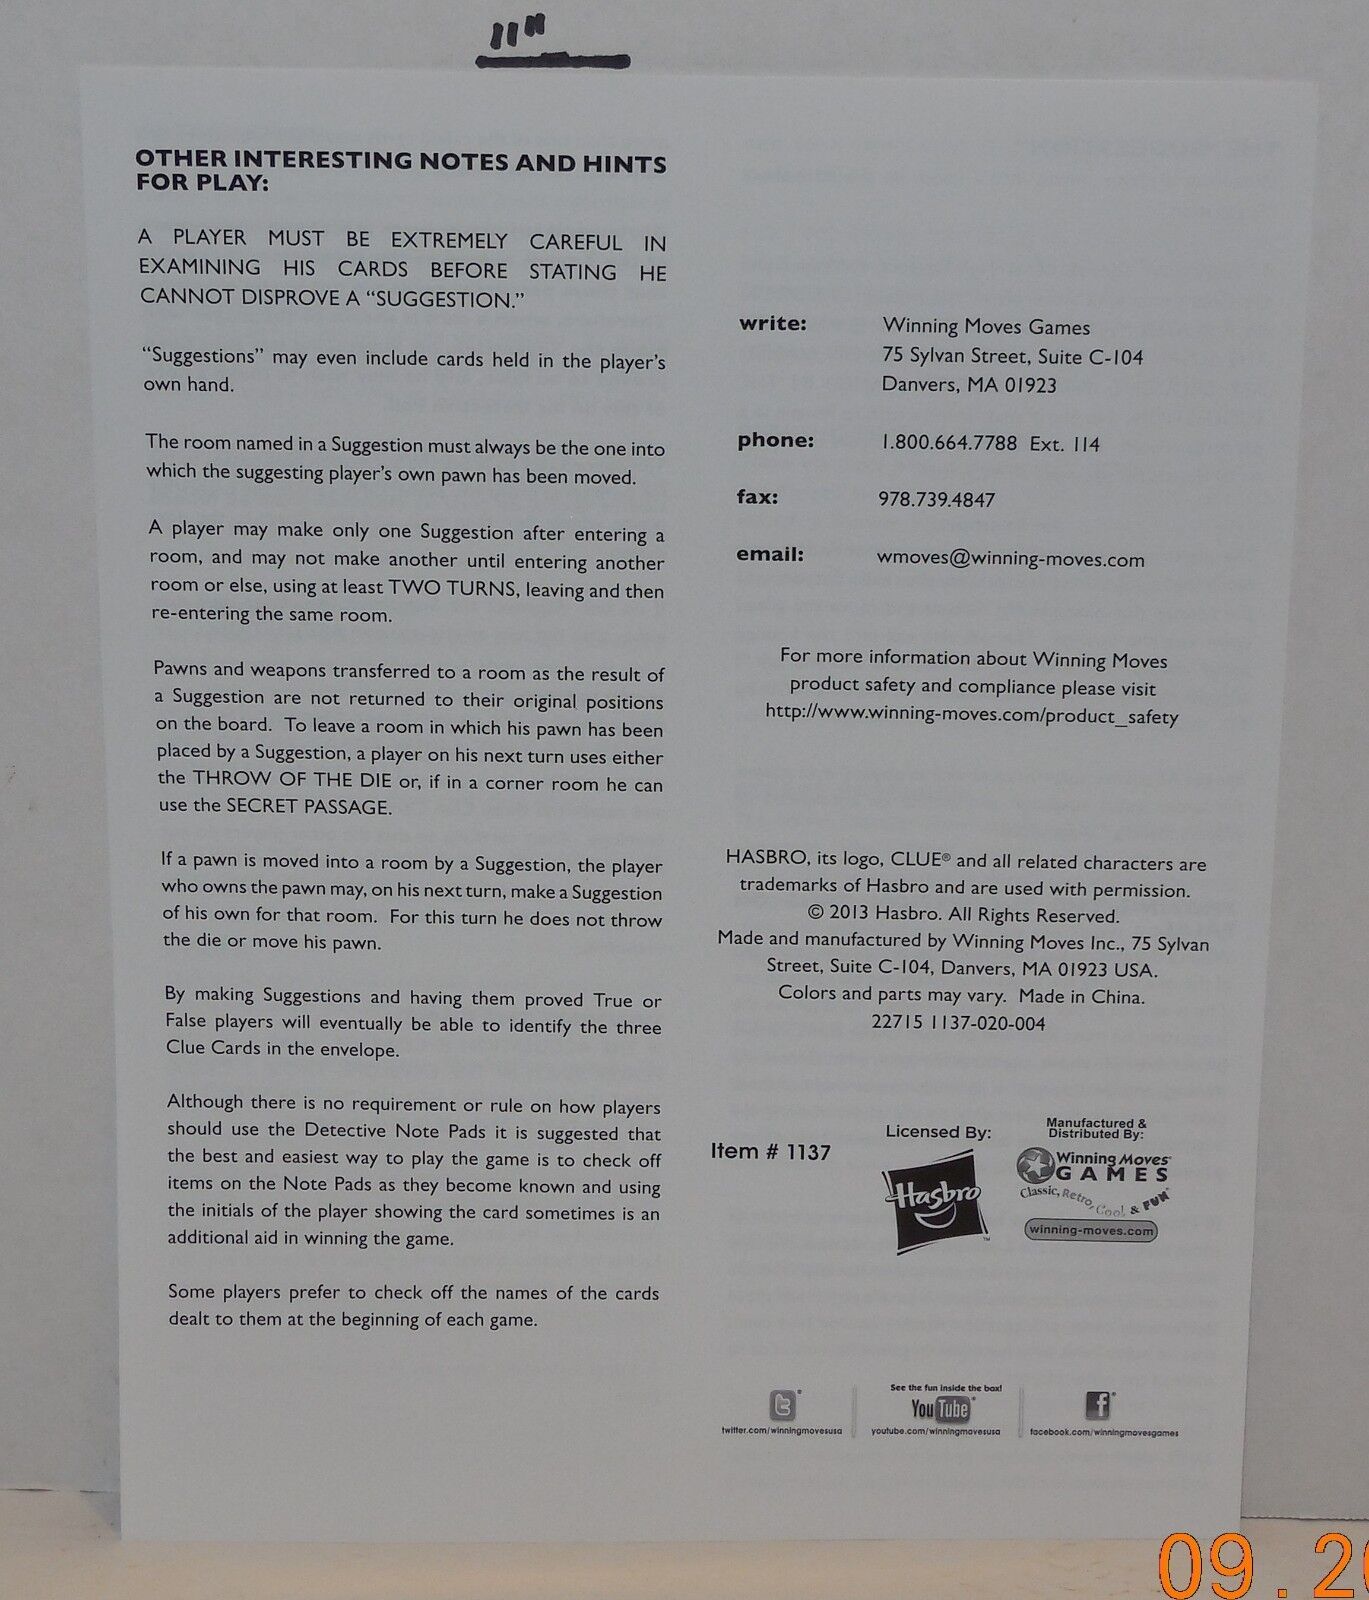 11"
OTHER INTERESTING NOTES AND HINTS
FOR PLAY:
A PLAYER MUST BE EXTREMELY CAREFUL IN
EXAMINING HIS CARDS BEFORE STATING HE
CANNOT DISPROVE A “SUGGESTION.”
“Suggestions” may even include cards held in the player’s
own hand.
The room named in a Suggestion must always be the one into
which the suggesting player’s own pawn has been moved.
A player may make only one Suggestion after entering a
room, and may not make another until entering another
room or else, using at least TWO TURNS, leaving and then
re-entering the same room.
Pawns and weapons transferred to a room as the result of
a Suggestion are not returned to their original positions
on the board.  To leave a room in which his pawn has been
placed by a Suggestion, a player on his next turn uses either
the THROW OF THE DIE or, if in a corner room he can
use the SECRET PASSAGE.
If a pawn is moved into a room by a Suggestion, the player
who owns the pawn may, on his next turn, make a Suggestion
of his own for that room.  For this turn he does not throw
the die or move his pawn.
By making Suggestions and having them proved True or
False players will eventually be able to identify the three
Clue Cards in the envelope.
Although there is no requirement or rule on how players
should use the Detective Note Pads it is suggested that
the best and easiest way to play the game is to check off
items on the Note Pads as they become known and using
the initials of the player showing the card sometimes is an
additional aid in winning the game.
Some players prefer to check off the names of the cards
dealt to them at the beginning of each game.
write: Winning Moves Games
75 Sylvan Street, Suite C-104
Danvers, MA 01923
phone: 1.800.664.7788  Ext. 114
fax: 978.739.4847
email: wmoves@winning-moves.com
For more information about Winning Moves
product safety and compliance please visit
http://www.winning-moves.com/product_safety
HASBRO, its logo, CLUE® and all related characters are
trademarks of Hasbro and are used with permission.
© 2013 Hasbro. All Rights Reserved.
Made and manufactured by Winning Moves Inc., 75 Sylvan
Street, Suite C-104, Danvers, MA 01923 USA.
Colors and parts may vary.  Made in China.
22715 1137-020-004
Item # 1137
Licensed By:
Hasbro™
Manufactured &
Distributed By:
Winning Moves
GAMES
Classic, Retro, Cool & FUN
winning-moves.com
twitter.com/winningmovesusa
See the fun inside the box!
YouTube
youtube.com/winningmovesusa
f
facebook.com/winningmovesgames
09.20